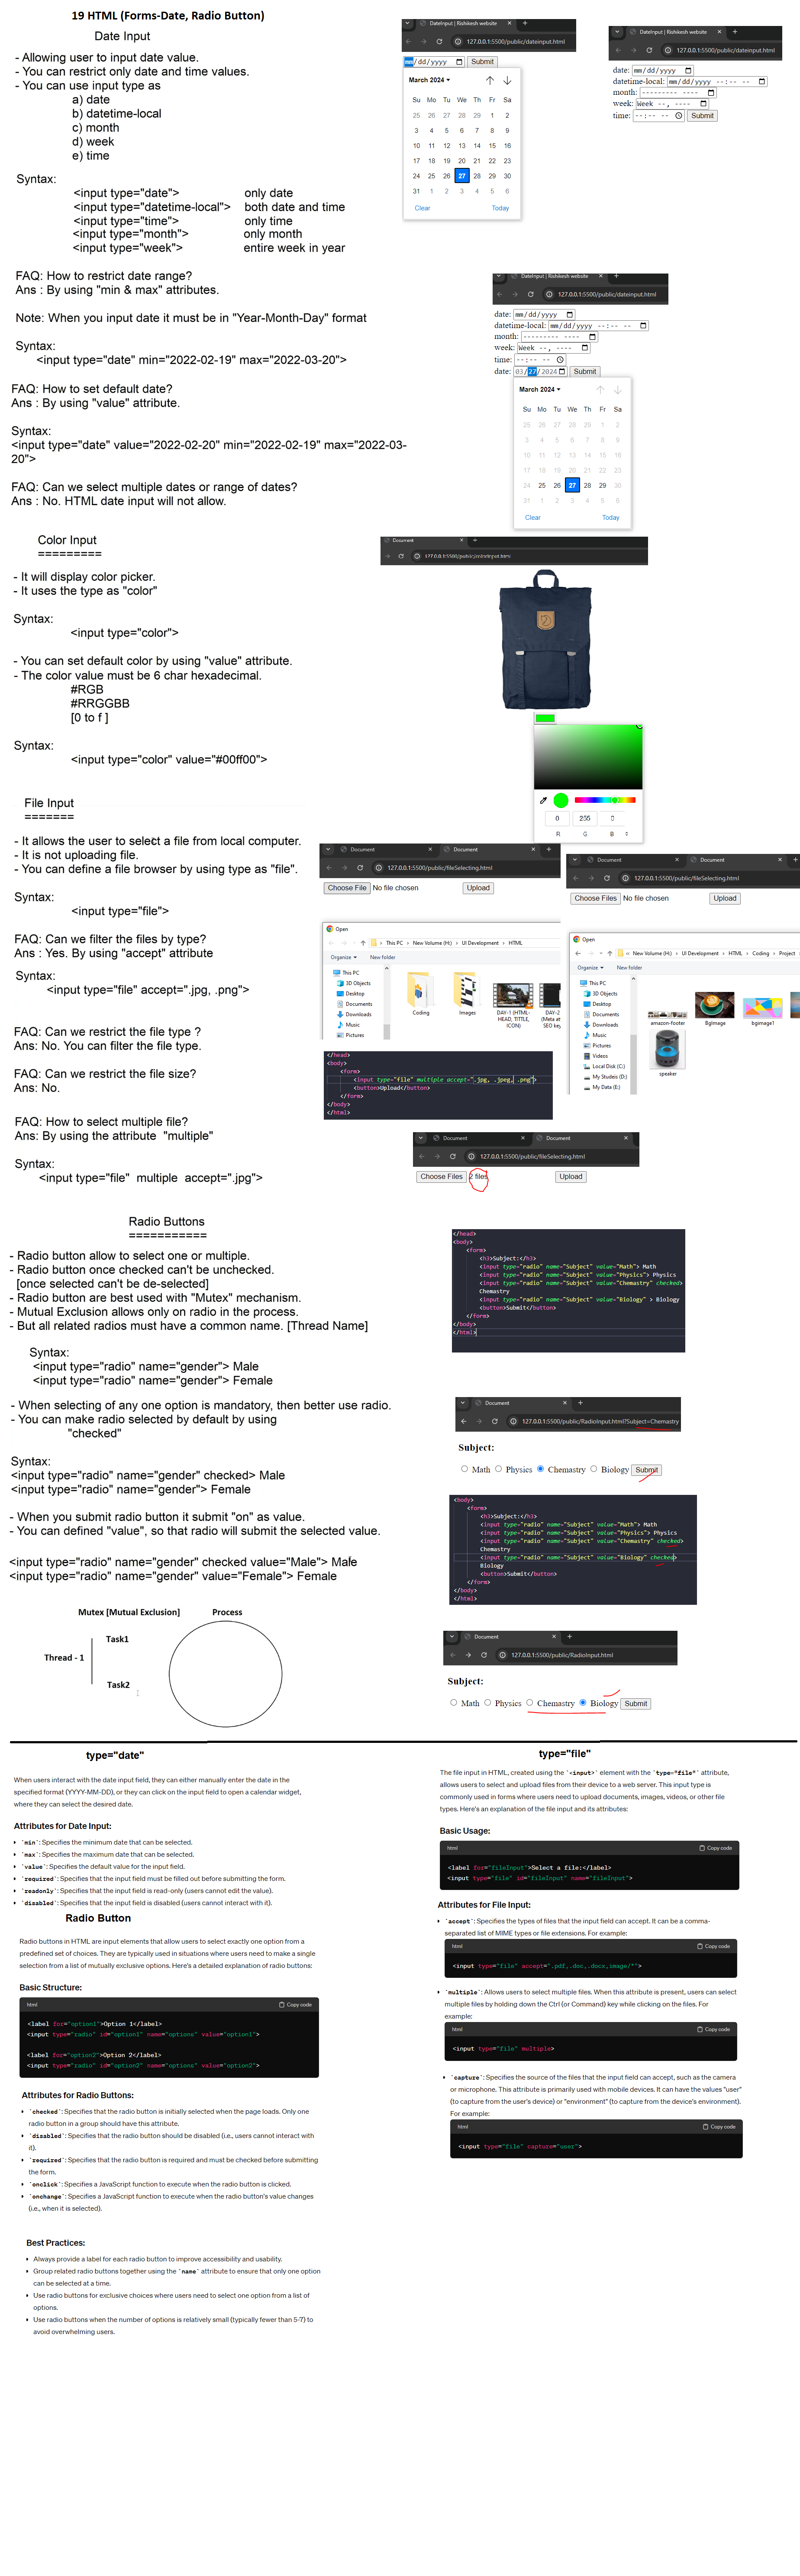 19 HTML (Forms-Date, Radio Button)
Date Input
- Allowing user to input date value.
- You can restrict only date and time values.
- You can use input type as
a) date
b) datetime-local
c) month
d) week
e) time
Syntax:
<input type="date"> only date
<input type="datetime-local"> both date and time
<input type="time"> only time
<input type="month"> only month
<input type="week"> entire week in year
FAQ: How to restrict date range?
Ans : By using "min & max" attributes.
Note: When you input date it must be in "Year-Month-Day" format
Syntax:
<input type="date" min="2022-02-19" max="2022-03-20">
FAQ: How to set default date?
Ans : By using "value" attribute.
Syntax:
<input type="date" value="2022-02-20" min="2022-02-19" max="2022-03-
20">
FAQ: Can we select multiple dates or range of dates?
Ans : No. HTML date input will not allow.
DateInput | Rishikesh website
127.0.0.1:5500/public/dateinput.html
mm/dd/yyyy Submit
March 2024
Su Mo Tu We Th Fr Sa
25 26 27 28 29 1 2
3 4 5 6 7 8 9
10 11 12 13 14 15 16
17 18 19 20 21 22 23
24 25 26 27 28 29 30
31 1 2 3 4 5 6
Clear Today
DateInput | Rishikesh website
127.0.0.1:5500/public/dateinput.html
date: mm/dd/yyyy
datetime-local: mm/dd/yyyy --:-- --
month: --------- ----
week: Week --, ----
time: --:-- -- Submit
DateInput | Rishikesh website
127.0.0.1:5500/public/dateinput.html
date: mm/dd/yyyy
datetime-local: mm/dd/yyyy --:-- --
month: --------- ----
week: Week --, ----
time: --:-- --
date: 03/27/2024 Submit
March 2024
Su Mo Tu We Th Fr Sa
25 26 27 28 29 1 2
3 4 5 6 7 8 9
10 11 12 13 14 15 16
17 18 19 20 21 22 23
24 25 26 27 28 29 30
31 1 2 3 4 5 6
Clear Today
Color Input
=========
- It will display color picker.
- It uses the type as "color"
Syntax:
<input type="color">
- You can set default color by using "value" attribute.
- The color value must be 6 char hexadecimal.
#RGB
#RRGGBB
[0 to f ]
Syntax:
<input type="color" value="#00ff00">
Document
0 255 0
R G B
File Input
=======
- It allows the user to select a file from local computer.
- It is not uploading file.
- You can define a file browser by using type as "file".
Syntax:
<input type="file">
FAQ: Can we filter the files by type?
Ans : Yes. By using "accept" attribute
Syntax:
<input type="file" accept=".jpg, .png">
FAQ: Can we restrict the file type ?
Ans: No. You can filter the file type.
FAQ: Can we restrict the file size?
Ans: No.
FAQ: How to select multiple file?
Ans: By using the attribute "multiple"
Syntax:
<input type="file" multiple accept=".jpg">
Document Document
127.0.0.1:5500/public/fileSelecting.html
Choose File No file chosen Upload
Open
This PC New Volume (H:) UI Development HTML
Organize New folder
This PC
3D Objects
Desktop
Documents
Downloads
Music
Pictures
Coding Images
DAY-1 (HTML- DAY-2
HEAD, TITTLE, (Meta at
ICON) SEO key
Document Document
127.0.0.1:5500/public/fileSelecting.html
Choose Files No file chosen Upload
Open
New Volume (H:) UI Development HTML Coding Project
Organize New folder
This PC
3D Objects
Desktop
Documents
Downloads
Music
Pictures
Videos
Local Disk (C:)
My Studeis (D:)
My Data (E:)
amazon-footer BgImage bgimage1
speaker
</head>
<body>
<form>
<input type="file" multiple accept=".jpg, .jpeg, .png">
<button>Upload</button>
</form>
</body>
</html>
Document Document
127.0.0.1:5500/public/fileSelecting.html
Choose Files 2 files Upload
Radio Buttons
===========
- Radio button allow to select one or multiple.
- Radio button once checked can't be unchecked.
[once selected can't be de-selected]
- Radio button are best used with "Mutex" mechanism.
- Mutual Exclusion allows only on radio in the process.
- But all related radios must have a common name. [Thread Name]
Syntax:
<input type="radio" name="gender"> Male
<input type="radio" name="gender"> Female
- When selecting of any one option is mandatory, then better use radio.
- You can make radio selected by default by using
"checked"
Syntax:
<input type="radio" name="gender" checked> Male
<input type="radio" name="gender"> Female
- When you submit radio button it submit "on" as value.
- You can defined "value", so that radio will submit the selected value.
<input type="radio" name="gender" checked value="Male"> Male
<input type="radio" name="gender" value="Female"> Female
</head>
<body>
<form>
<h3>Subject:</h3>
<input type="radio" name="Subject" value="Math"> Math
<input type="radio" name="Subject" value="Physics"> Physics
<input type="radio" name="Subject" value="Chemastry" checked>
Chemastry
<input type="radio" name="Subject" value="Biology" > Biology
<button>Submit</button>
</form>
</body>
</html>
Document
127.0.0.1:5500/public/RadioInput.html?Subject=Chemastry
Subject:
Math Physics Chemastry Biology Submit
<body>
<form>
<h3>Subject:</h3>
<input type="radio" name="Subject" value="Math"> Math
<input type="radio" name="Subject" value="Physics"> Physics
<input type="radio" name="Subject" value="Chemastry" checked>
Chemastry
<input type="radio" name="Subject" value="Biology" checked>
Biology
<button>Submit</button>
</form>
</body>
</html>
Document
127.0.0.1:5500/public/RadioInput.html
Subject:
Math Physics Chemastry Biology Submit
Mutex [Mutual Exclusion] Process
Task1
Thread - 1
Task2
type="date"
When users interact with the date input field, they can either manually enter the date in the
specified format (YYYY-MM-DD), or they can click on the input field to open a calendar widget,
where they can select the desired date.
Attributes for Date Input:
• `min`: Specifies the minimum date that can be selected.
• `max`: Specifies the maximum date that can be selected.
• `value`: Specifies the default value for the input field.
• `required`: Specifies that the input field must be filled out before submitting the form.
• `readonly`: Specifies that the input field is read-only (users cannot edit the value).
• `disabled`: Specifies that the input field is disabled (users cannot interact with it).
Radio Button
Radio buttons in HTML are input elements that allow users to select exactly one option from a
predefined set of choices. They are typically used in situations where users need to make a single
selection from a list of mutually exclusive options. Here's a detailed explanation of radio buttons:
Basic Structure:
html Copy code
<label for="option1">Option 1</label>
<input type="radio" id="option1" name="options" value="option1">
<label for="option2">Option 2</label>
<input type="radio" id="option2" name="options" value="option2">
Attributes for Radio Buttons:
• `checked`: Specifies that the radio button is initially selected when the page loads. Only one
radio button in a group should have this attribute.
• `disabled`: Specifies that the radio button should be disabled (i.e., users cannot interact with
it).
• `required`: Specifies that the radio button is required and must be checked before submitting
the form.
• `onclick`: Specifies a JavaScript function to execute when the radio button is clicked.
• `onchange`: Specifies a JavaScript function to execute when the radio button's value changes
(i.e., when it is selected).
Best Practices:
• Always provide a label for each radio button to improve accessibility and usability.
• Group related radio buttons together using the `name` attribute to ensure that only one option
can be selected at a time.
• Use radio buttons for exclusive choices where users need to select one option from a list of
options.
• Use radio buttons when the number of options is relatively small (typically fewer than 5-7) to
avoid overwhelming users.
type="file"
The file input in HTML, created using the `<input>` element with the `type="file"` attribute,
allows users to select and upload files from their device to a web server. This input type is
commonly used in forms where users need to upload documents, images, videos, or other file
types. Here's an explanation of the file input and its attributes:
Basic Usage:
html Copy code
<label for="fileInput">Select a file:</label>
<input type="file" id="fileInput" name="fileInput">
Attributes for File Input:
• `accept`: Specifies the types of files that the input field can accept. It can be a comma-
separated list of MIME types or file extensions. For example:
html Copy code
<input type="file" accept=".pdf,.doc,.docx,image/*">
• `multiple`: Allows users to select multiple files. When this attribute is present, users can select
multiple files by holding down the Ctrl (or Command) key while clicking on the files. For
example:
html Copy code
<input type="file" multiple>
• `capture`: Specifies the source of the files that the input field can accept, such as the camera
or microphone. This attribute is primarily used with mobile devices. It can have the values "user"
(to capture from the user's device) or "environment" (to capture from the device's environment).
For example:
html Copy code
<input type="file" capture="user">